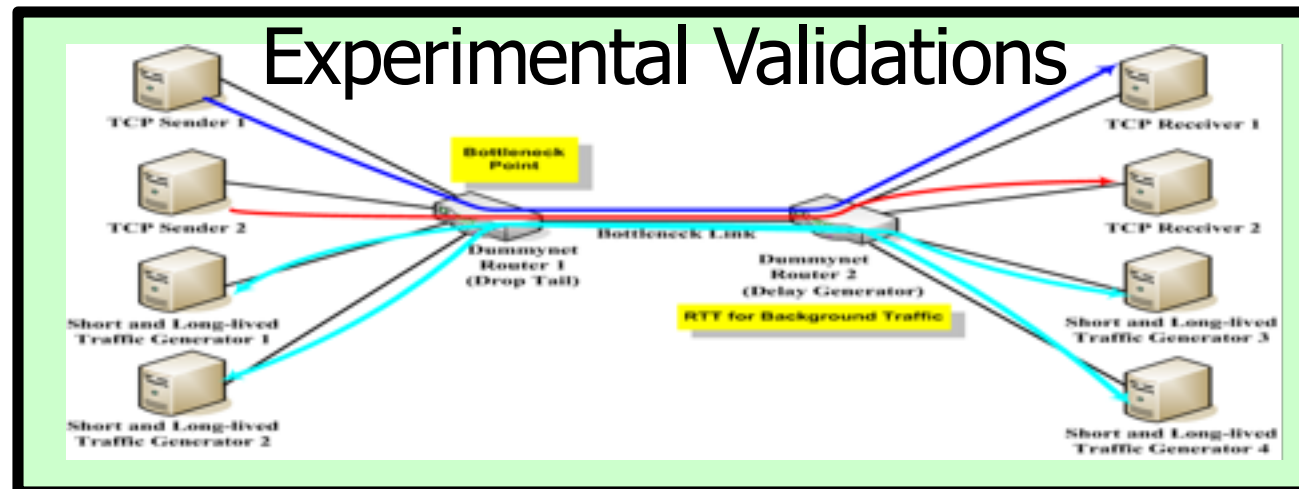 Experimental Validations
TCP Sender 1
TCP Receiver 1
Bottleneck
Point
TCP Sender 2
TCP Receiver 2
Bottleneck Link
Dummynet
Router 1
(Drop Tail)
Dummynet
Router 2
(Delay Generator)
RTT for Background Traffic
Short and Long-lived
Traffic Generator 1
Short and Long-lived
Traffic Generator 3
Short and Long-lived
Traffic Generator 2
Short and Long-lived
Traffic Generator 4